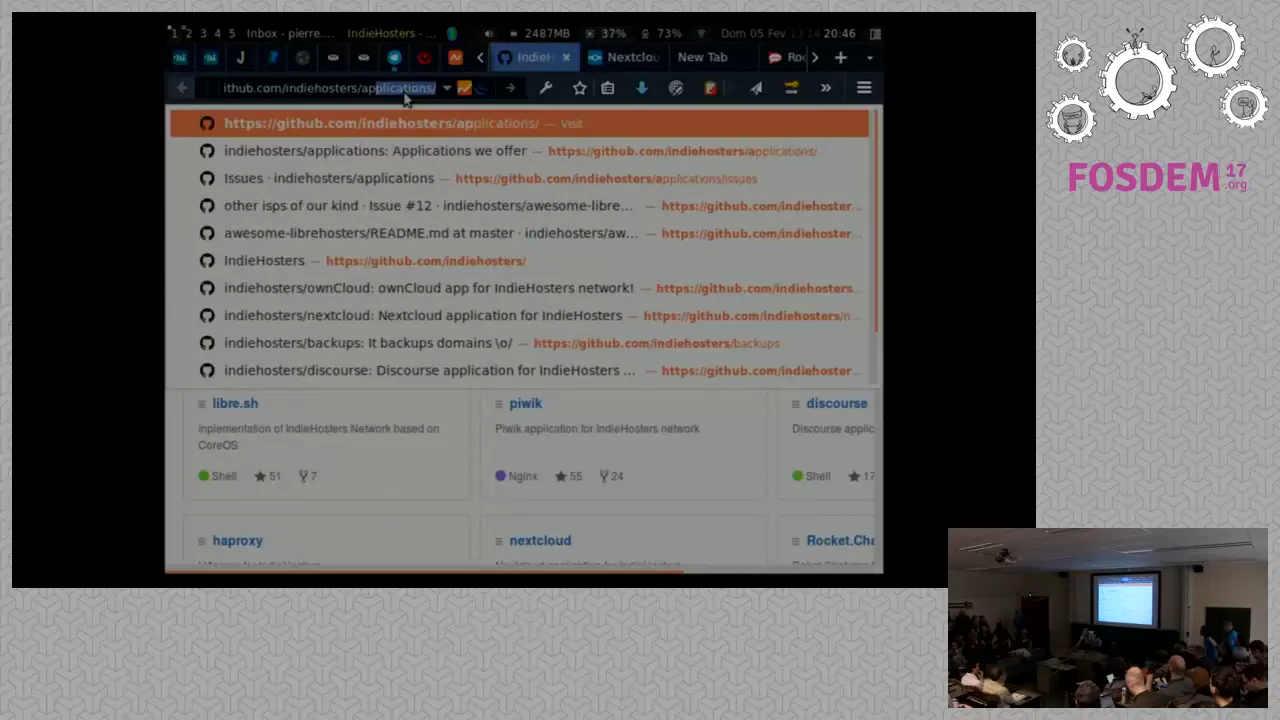 1 2 3 4 5 Inbox - pierre.... IndieHosters - ... 2487MB 37% 73% Dom 05 Fev 13 14 20:46
J IndieH Nextclou New Tab Roc
ithub.com/indiehosters/applications/
https://github.com/indiehosters/applications/ — Visit
indiehosters/applications: Applications we offer — https://github.com/indiehosters/applications/
Issues · indiehosters/applications — https://github.com/indiehosters/applications/issues
other isps of our kind · Issue #12 · indiehosters/awesome-libre... — https://github.com/indiehoster...
awesome-librehosters/README.md at master · indiehosters/aw... — https://github.com/indiehoster...
IndieHosters — https://github.com/indiehosters/
indiehosters/ownCloud: ownCloud app for IndieHosters network! — https://github.com/indiehosters...
indiehosters/nextcloud: Nextcloud application for IndieHosters — https://github.com/indiehosters/n...
indiehosters/backups: It backups domains \o/ — https://github.com/indiehosters/backups
indiehosters/discourse: Discourse application for IndieHosters ... — https://github.com/indiehoster...
libre.sh piwik discourse
Inplementation of IndieHosters Network based on CoreOS
Piwik application for IndieHosters network
Discourse applic
Shell 51 7 Nginx 55 24 Shell 17
haproxy nextcloud Rocket.Cha
FOSDEM 17 .org